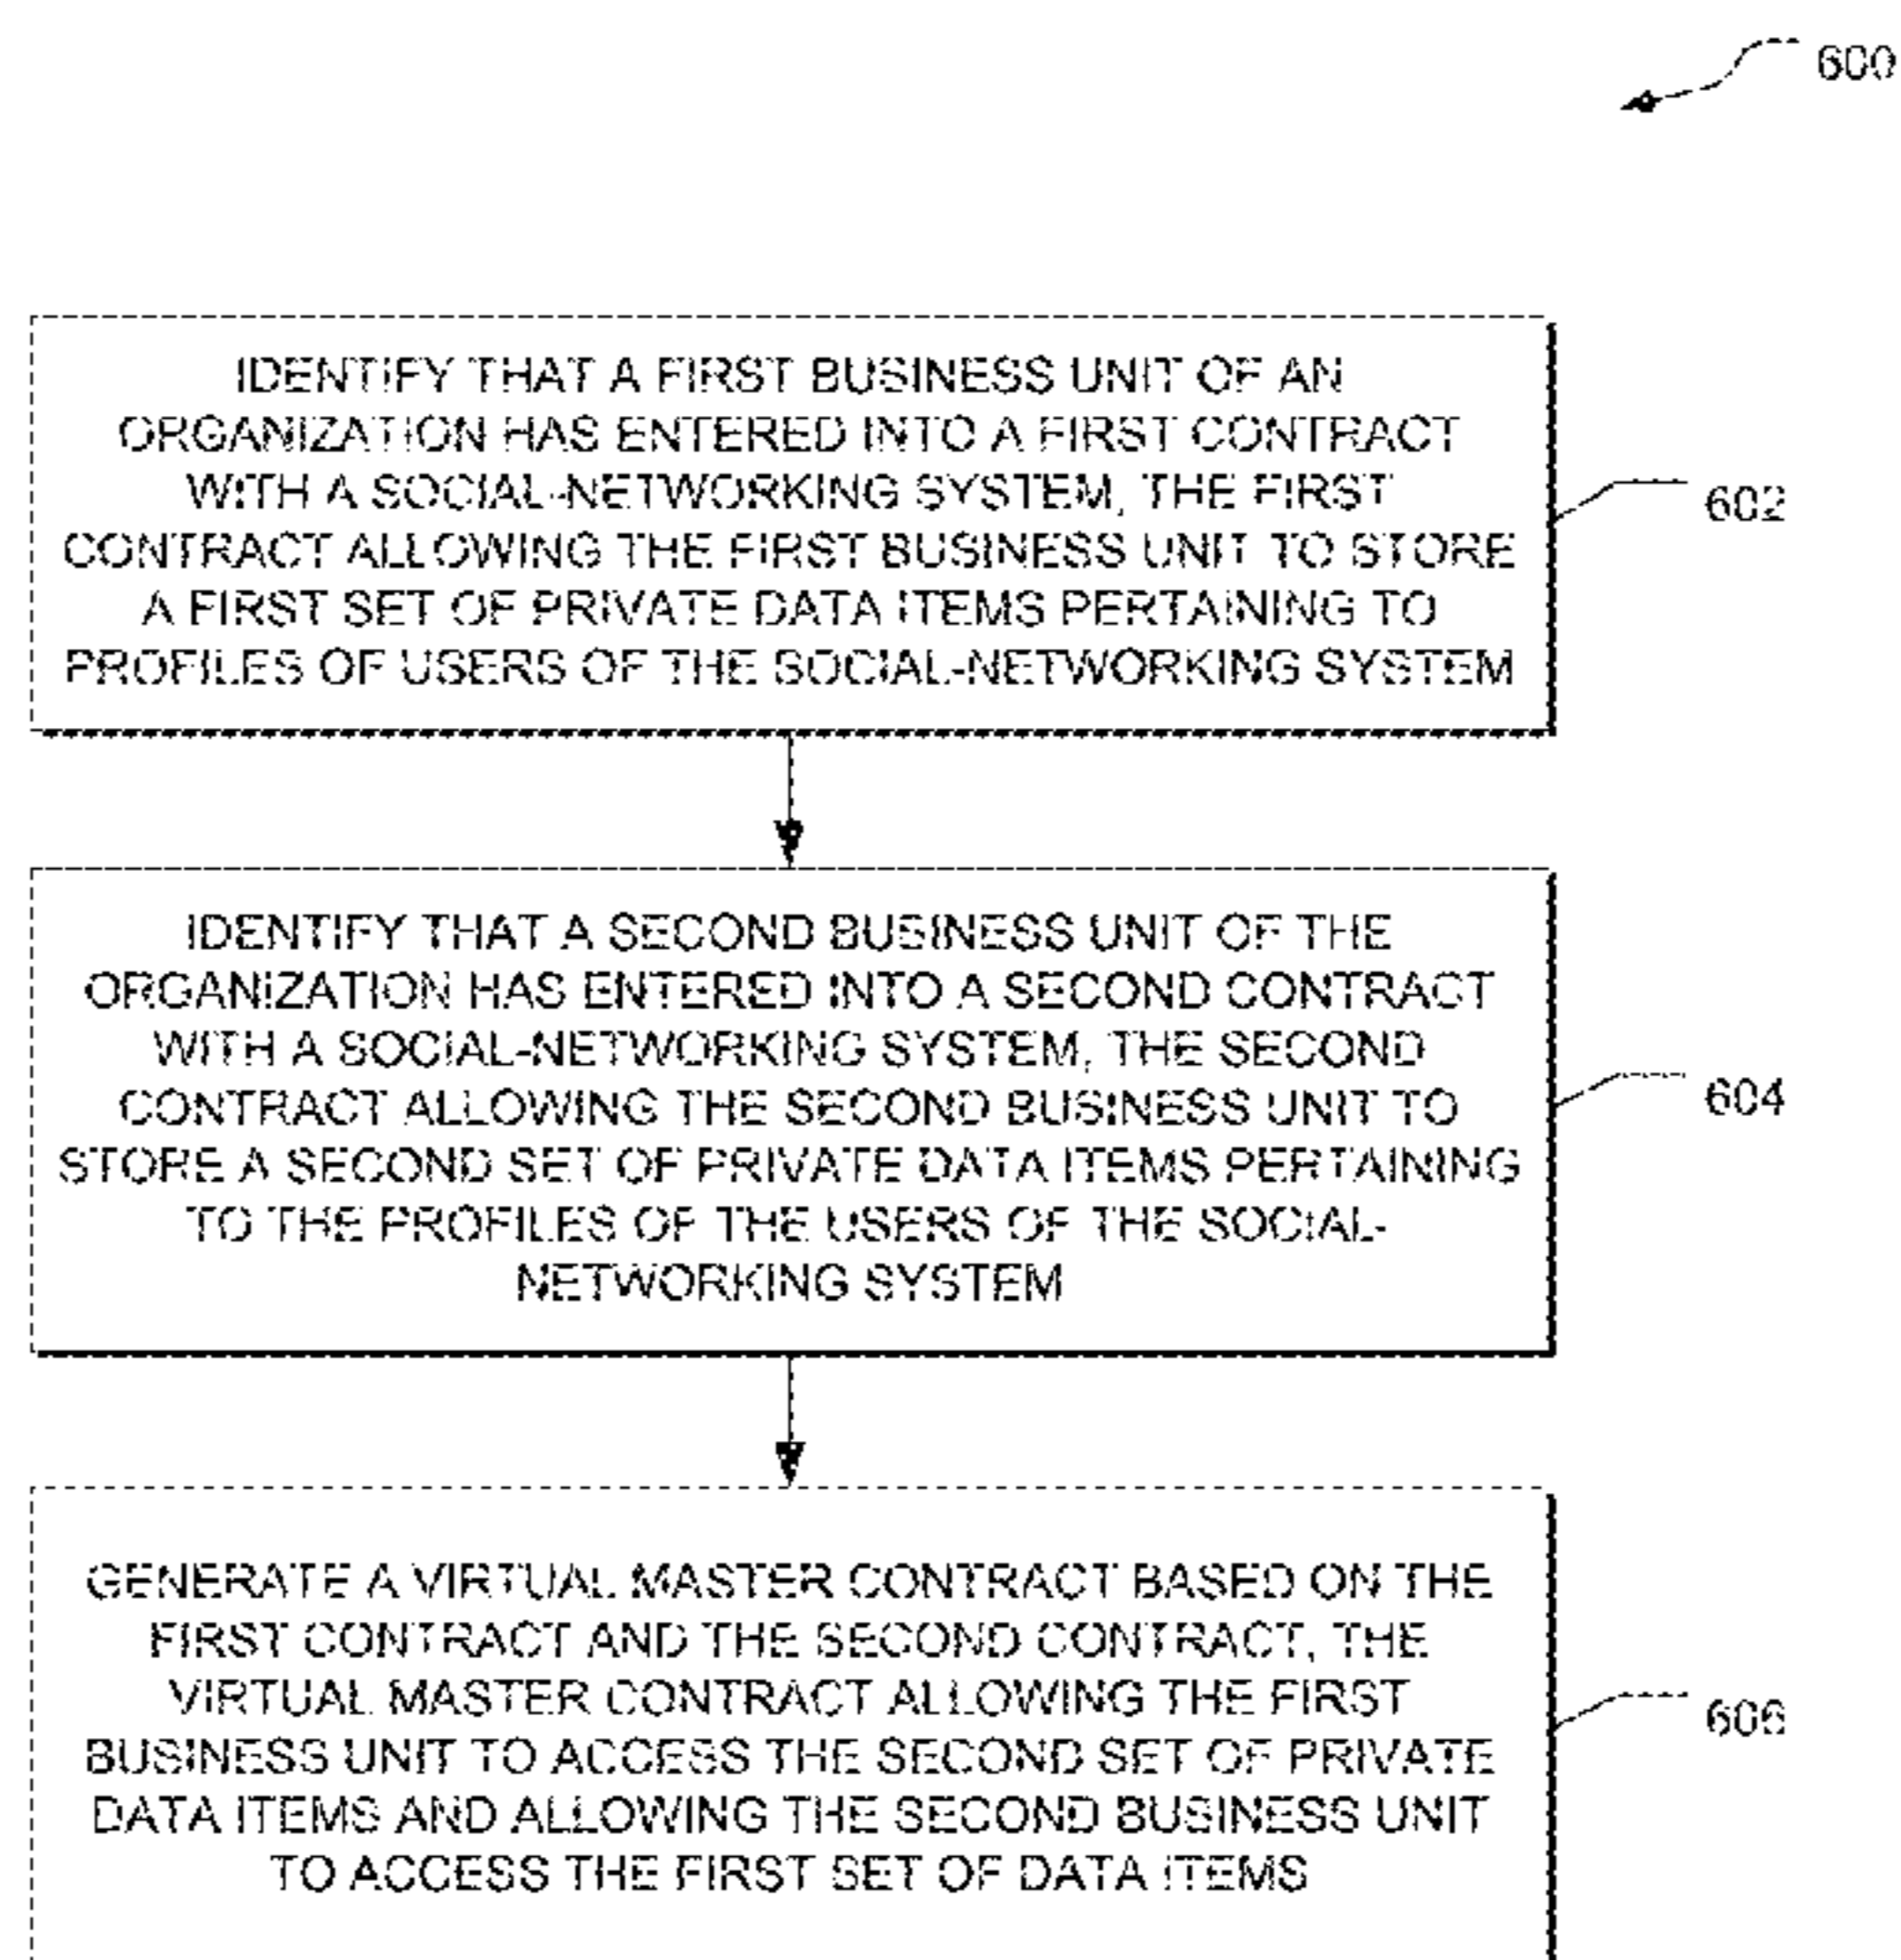 600
IDENTIFY THAT A FIRST BUSINESS UNIT OF AN
ORGANIZATION HAS ENTERED INTO A FIRST CONTRACT
WITH A SOCIAL-NETWORKING SYSTEM, THE FIRST
CONTRACT ALLOWING THE FIRST BUSINESS UNIT TO STORE
A FIRST SET OF PRIVATE DATA ITEMS PERTAINING TO
PROFILES OF USERS OF THE SOCIAL-NETWORKING SYSTEM
602
IDENTIFY THAT A SECOND BUSINESS UNIT OF THE
ORGANIZATION HAS ENTERED INTO A SECOND CONTRACT
WITH A SOCIAL-NETWORKING SYSTEM, THE SECOND
CONTRACT ALLOWING THE SECOND BUSINESS UNIT TO
STORE A SECOND SET OF PRIVATE DATA ITEMS PERTAINING
TO THE PROFILES OF THE USERS OF THE SOCIAL-
NETWORKING SYSTEM
604
GENERATE A VIRTUAL MASTER CONTRACT BASED ON THE
FIRST CONTRACT AND THE SECOND CONTRACT, THE
VIRTUAL MASTER CONTRACT ALLOWING THE FIRST
BUSINESS UNIT TO ACCESS THE SECOND SET OF PRIVATE
DATA ITEMS AND ALLOWING THE SECOND BUSINESS UNIT
TO ACCESS THE FIRST SET OF DATA ITEMS
606